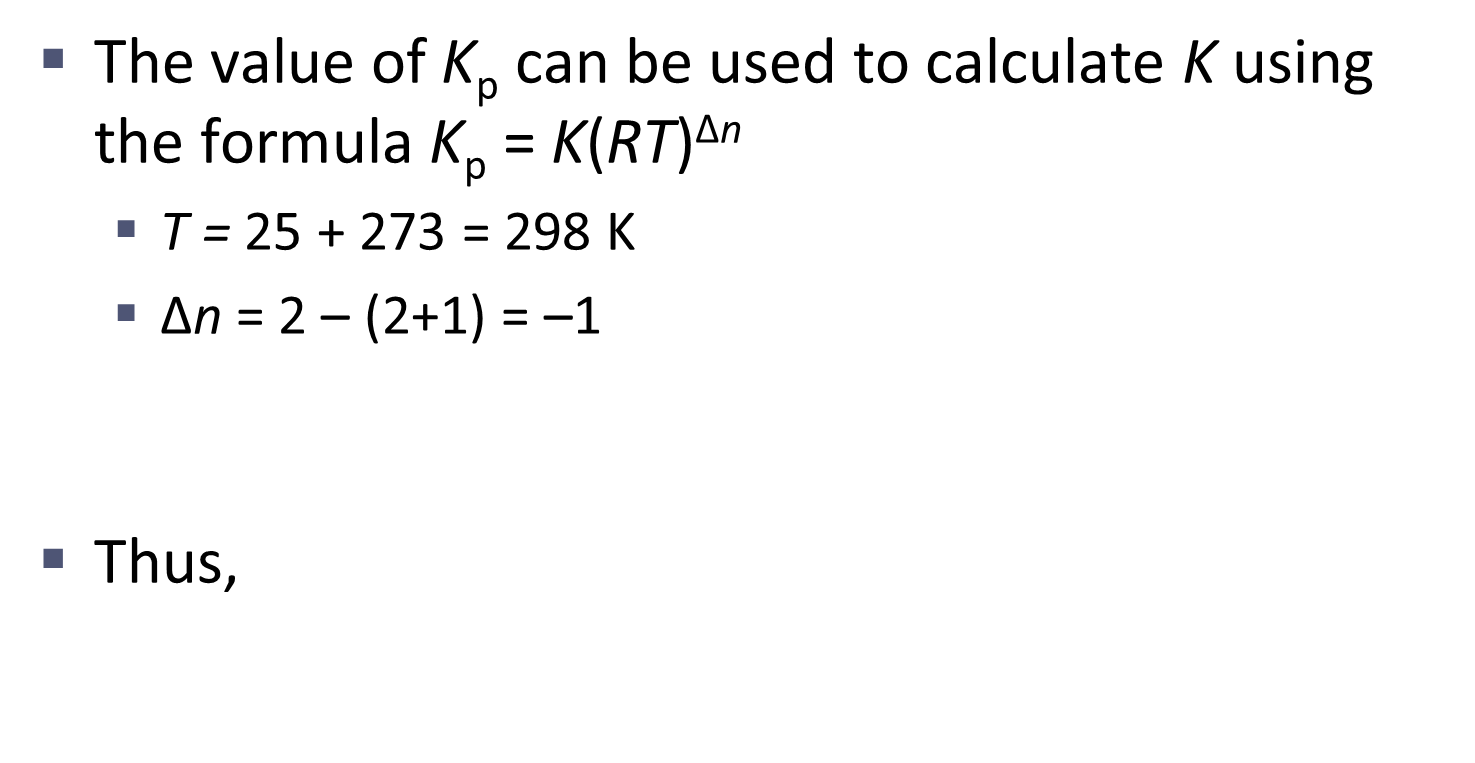 ▪ The value of Kp can be used to calculate K using
the formula Kp = K(RT)Δn
▪ T = 25 + 273 = 298 K
▪ Δn = 2 – (2+1) = –1
▪ Thus,